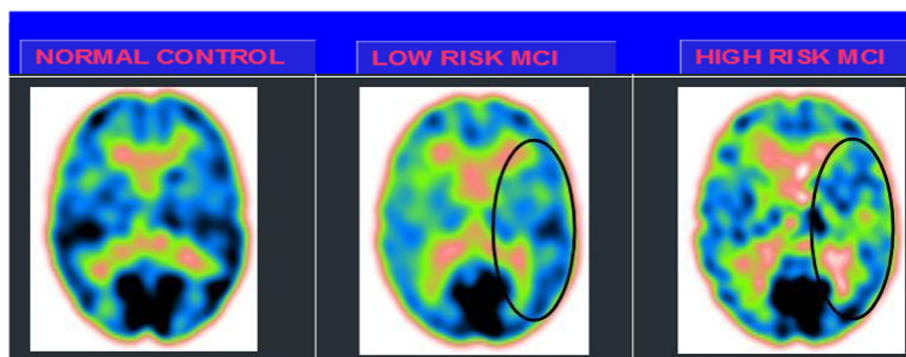 NORMAL CONTROL
LOW RISK MCI
HIGH RISK MCI